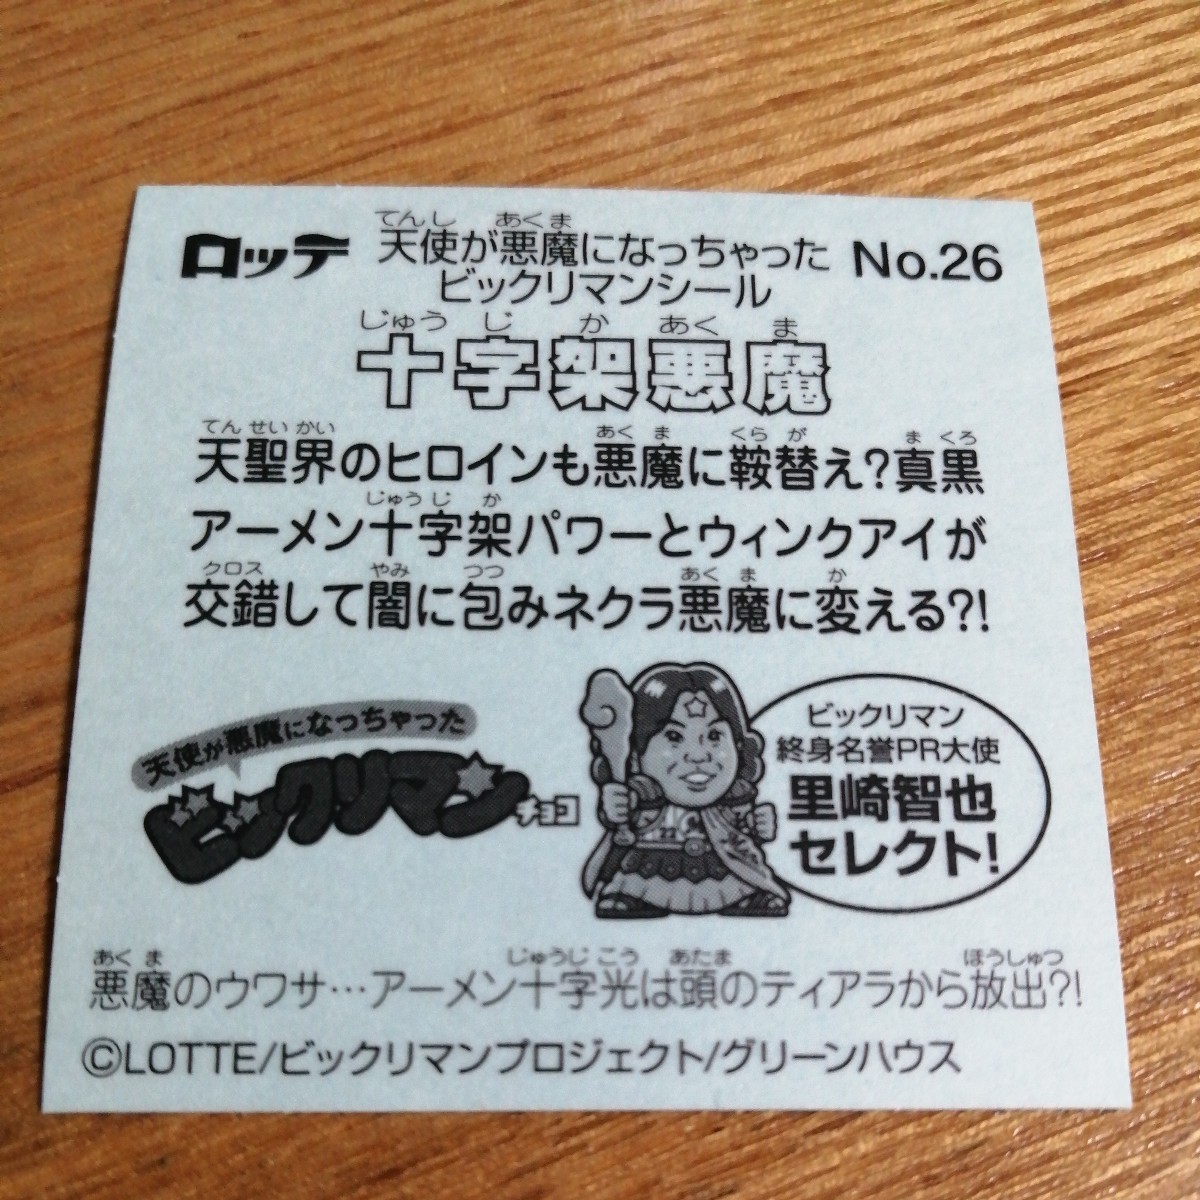 ロッテ 天使が悪魔になっちゃった No.26
てんし あくま
ビックリマンシール
じゅう じ か あく ま
十字架悪魔
てん せい かい あく ま くら が ま くろ
天聖界のヒロインも悪魔に鞍替え?真黒
じゅう じ か
アーメン十字架パワーとウィンクアイが
クロス やみ つつ あく ま か
交錯して闇に包みネクラ悪魔に変える?!
天使が悪魔になっちゃった
ビックリマンチョコ
22
ビックリマン
終身名誉PR大使
里崎智也
セレクト!
あく ま じゅうじ こう あたま ほうしゅつ
悪魔のウワサ…アーメン十字光は頭のティアラから放出?!
©LOTTE/ビックリマンプロジェクト/グリーンハウス